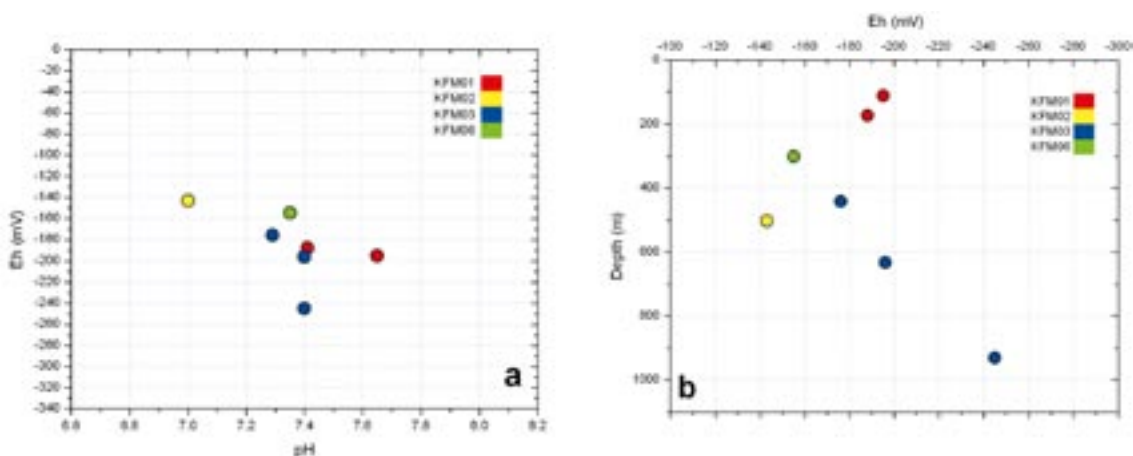 Eh (mV)
-100 -120 -140 -160 -180 -200 -220 -240 -260 -280 -300
0
-20
-40
-60
-80
-100
-120
-140
-160
-180
-200
-220
-240
-260
-280
-300
-320
-340
Eh (mV)
KFM01
KFM02
KFM03
KFM06
a
6.6 6.8 7.0 7.2 7.4 7.6 7.8 8.0 8.2
pH
0
200
400
600
800
1000
Depth (m)
KFM01
KFM02
KFM03
KFM06
b